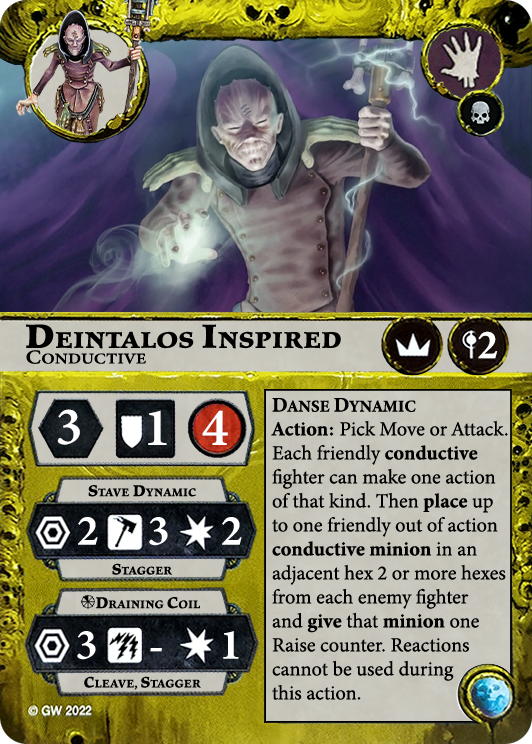 Deintalos Inspired
Conductive
2
3 1 4
Stave Dynamic
2 3 2
Stagger
Draining Coil
3 - 1
Cleave, Stagger
© GW 2022
Danse Dynamic
Action: Pick Move or Attack.
Each friendly conductive
fighter can make one action
of that kind. Then place up
to one friendly out of action
conductive minion in an
adjacent hex 2 or more hexes
from each enemy fighter
and give that minion one
Raise counter. Reactions
cannot be used during
this action.